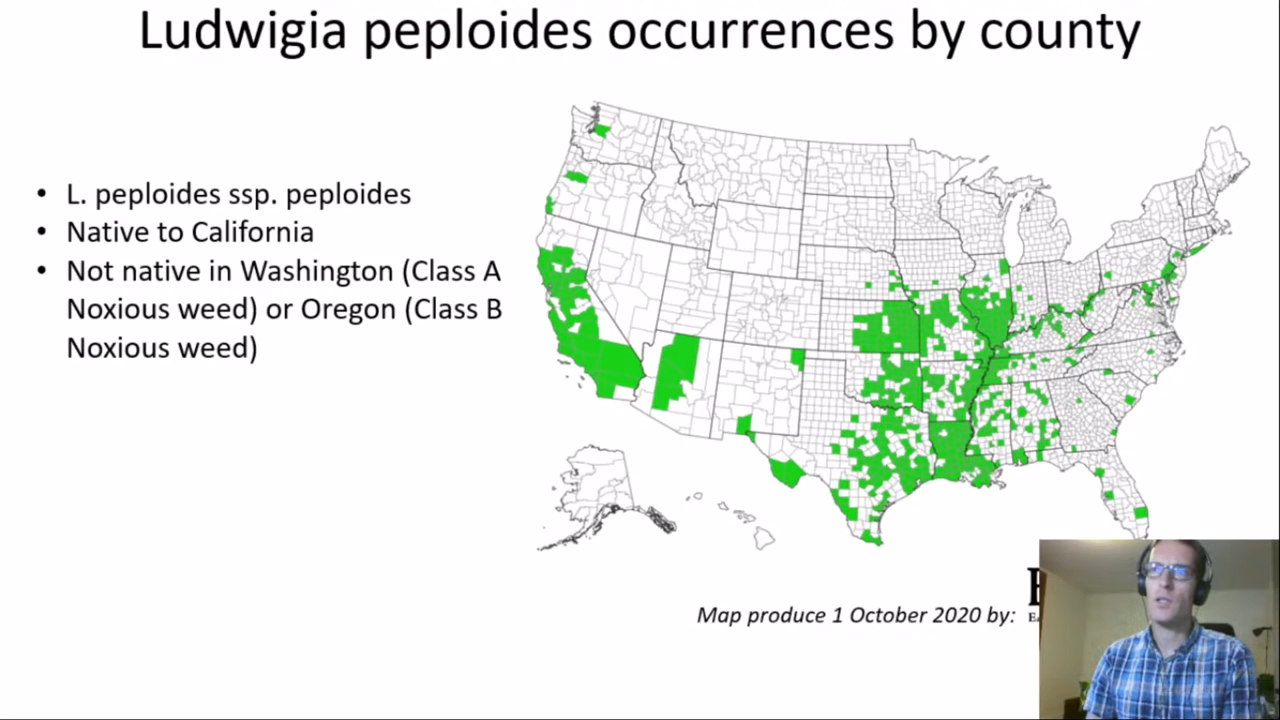 Ludwigia peploides occurrences by county
• L. peploides ssp. peploides
• Native to California
• Not native in Washington (Class A
Noxious weed) or Oregon (Class B
Noxious weed)
Map produce 1 October 2020 by: